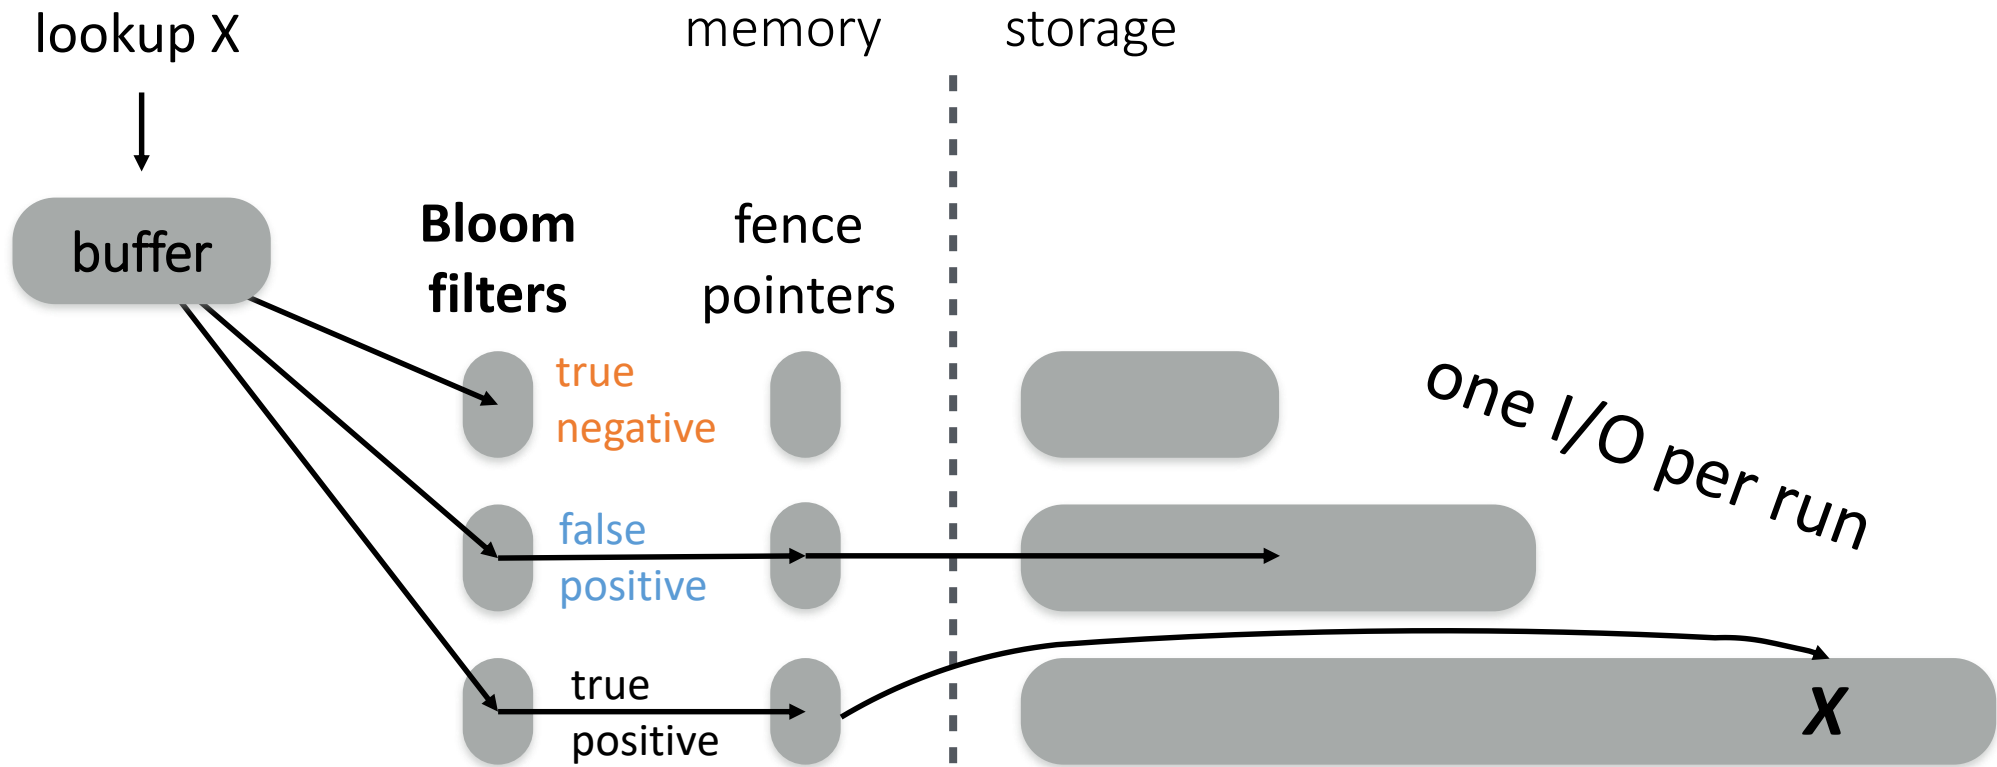 lookup X
memory
storage
buffer
Bloom
filters
fence
pointers
true
negative
one I/O per run
false
positive
true
positive
X